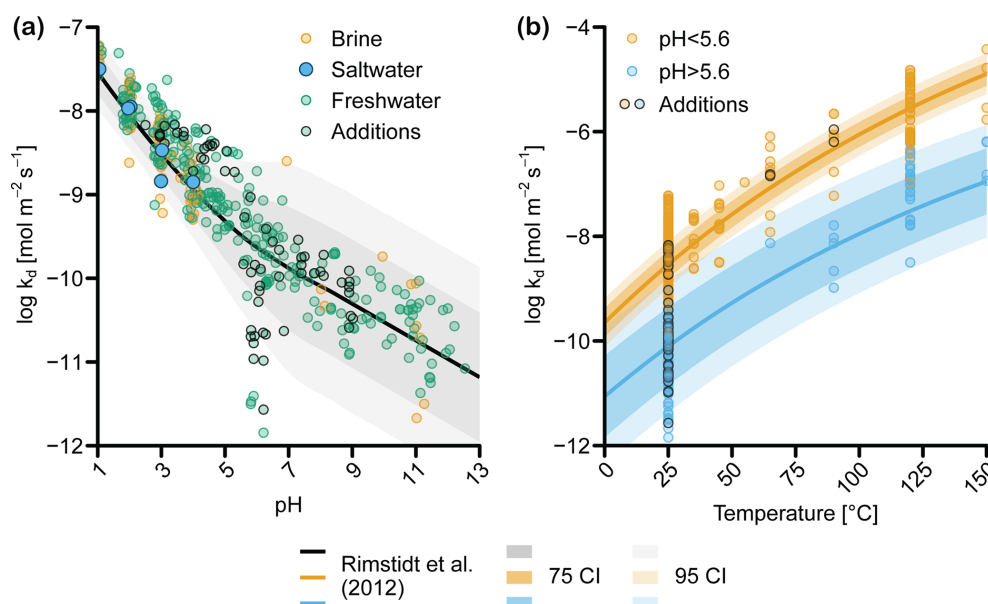 (a)
log k_d [mol m⁻² s⁻¹]
−7
−8
−9
−10
−11
−12
1
3
5
7
9
11
13
pH
Brine
Saltwater
Freshwater
Additions
(b)
log k_d [mol m⁻² s⁻¹]
−4
−6
−8
−10
−12
0
25
50
75
100
125
150
Temperature [°C]
pH<5.6
pH>5.6
Additions
Rimstidt et al.
(2012)
75 CI
95 CI